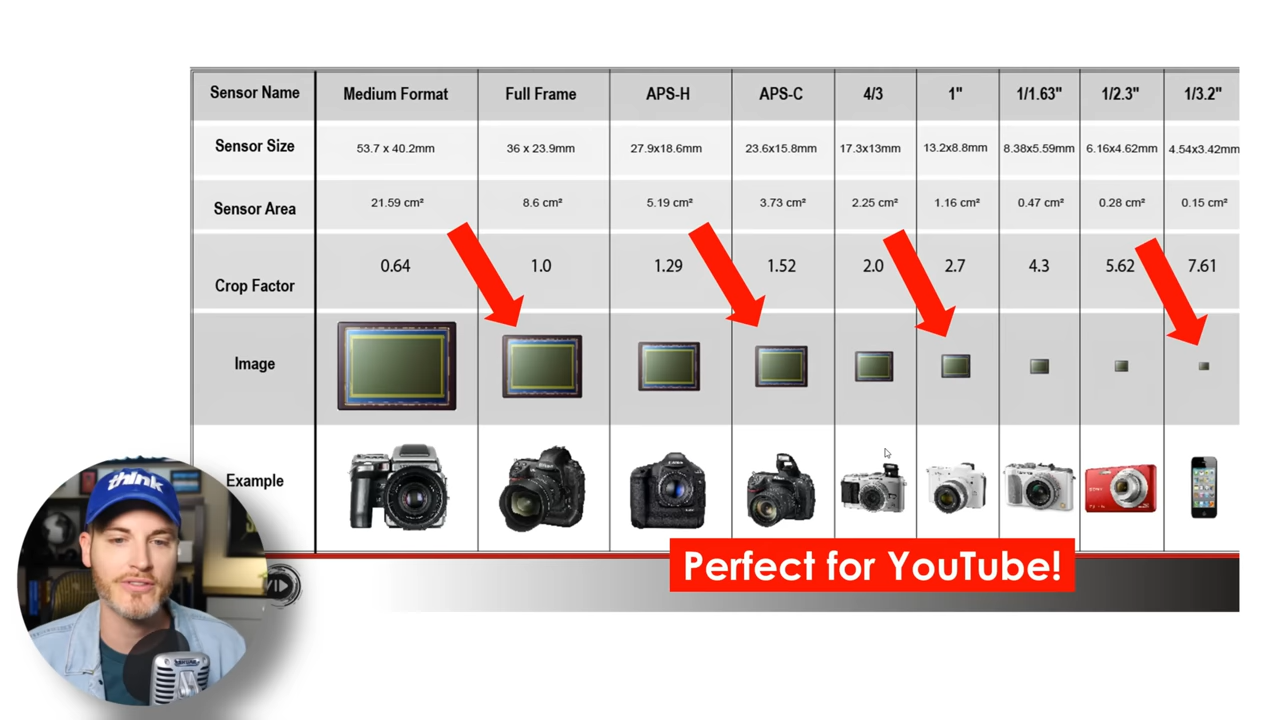 Sensor Name Medium Format Full Frame APS-H APS-C 4/3 1" 1/1.63" 1/2.3" 1/3.2"
Sensor Size 53.7 x 40.2mm 36 x 23.9mm 27.9x18.6mm 23.6x15.8mm 17.3x13mm 13.2x8.8mm 8.38x5.59mm 6.16x4.62mm 4.54x3.42mm
Sensor Area 21.59 cm² 8.6 cm² 5.19 cm² 3.73 cm² 2.25 cm² 1.16 cm² 0.47 cm² 0.28 cm² 0.15 cm²
Crop Factor 0.64 1.0 1.29 1.52 2.0 2.7 4.3 5.62 7.61
Image
Example
Perfect for YouTube!
think
SHURE